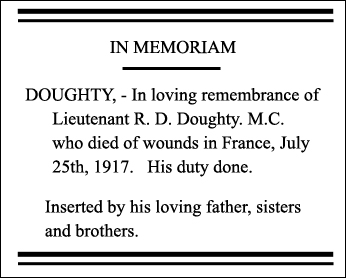 IN MEMORIAM
DOUGHTY, - In loving remembrance of
Lieutenant R. D. Doughty. M.C.
who died of wounds in France, July
25th, 1917. His duty done.
Inserted by his loving father, sisters
and brothers.